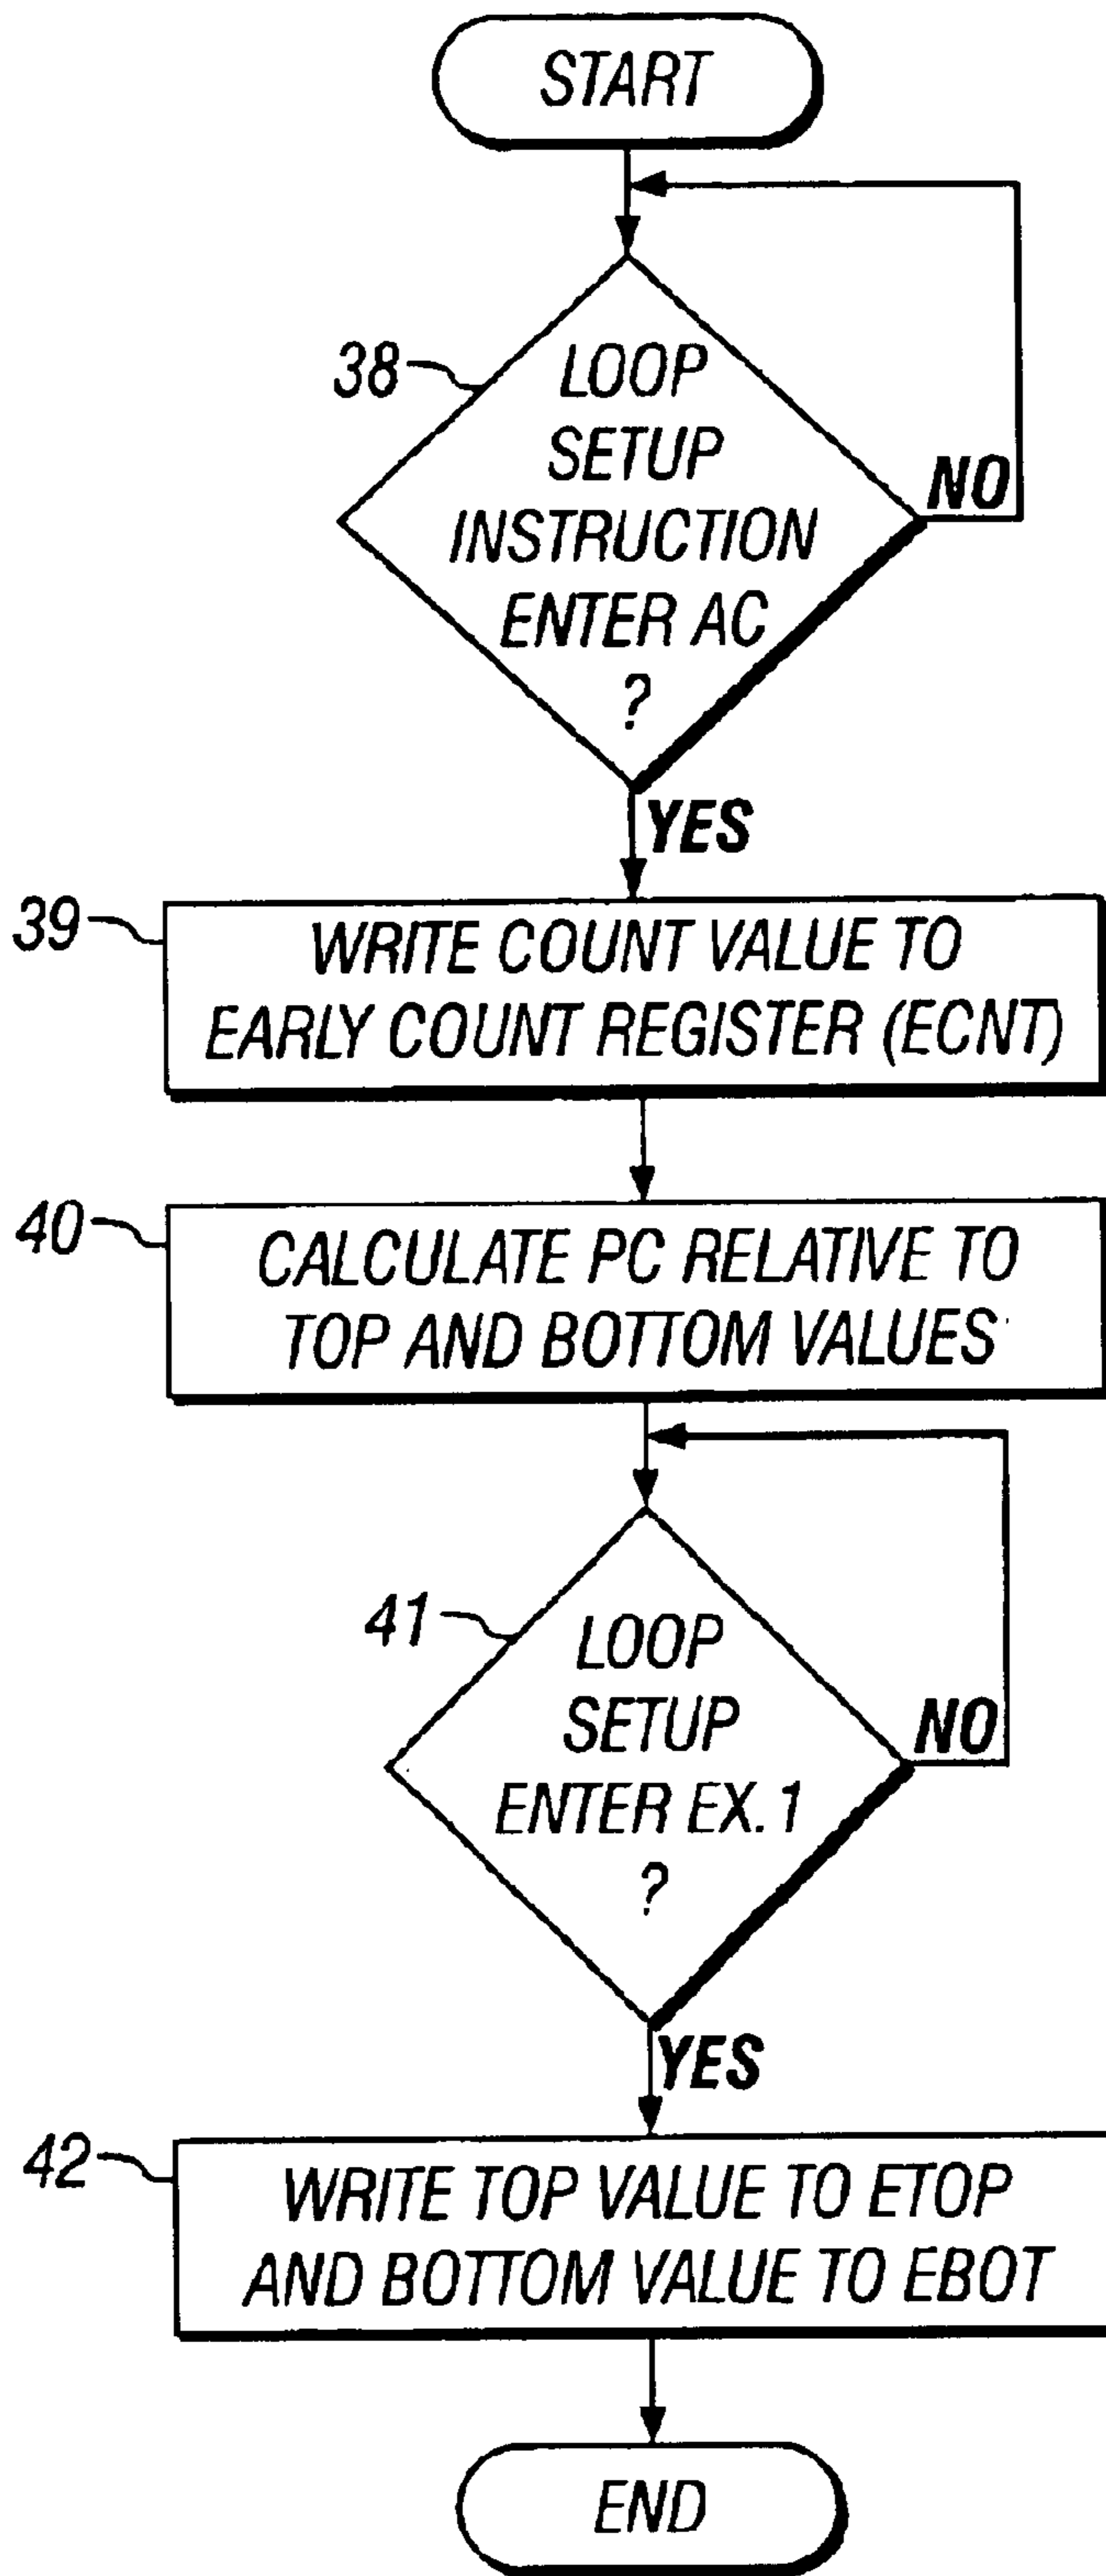 START
38
LOOP
SETUP
INSTRUCTION
ENTER AC
?
NO
YES
39
WRITE COUNT VALUE TO
EARLY COUNT REGISTER (ECNT)
40
CALCULATE PC RELATIVE TO
TOP AND BOTTOM VALUES
41
LOOP
SETUP
ENTER EX.1
?
NO
YES
42
WRITE TOP VALUE TO ETOP
AND BOTTOM VALUE TO EBOT
END